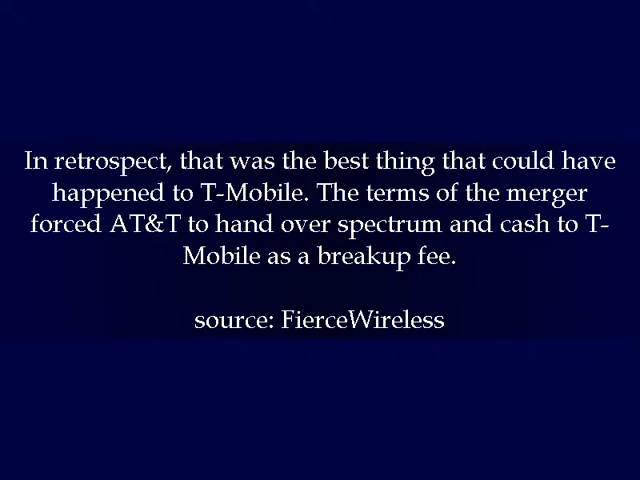 In retrospect, that was the best thing that could have
happened to T-Mobile. The terms of the merger
forced AT&T to hand over spectrum and cash to T-
Mobile as a breakup fee.
source: FierceWireless